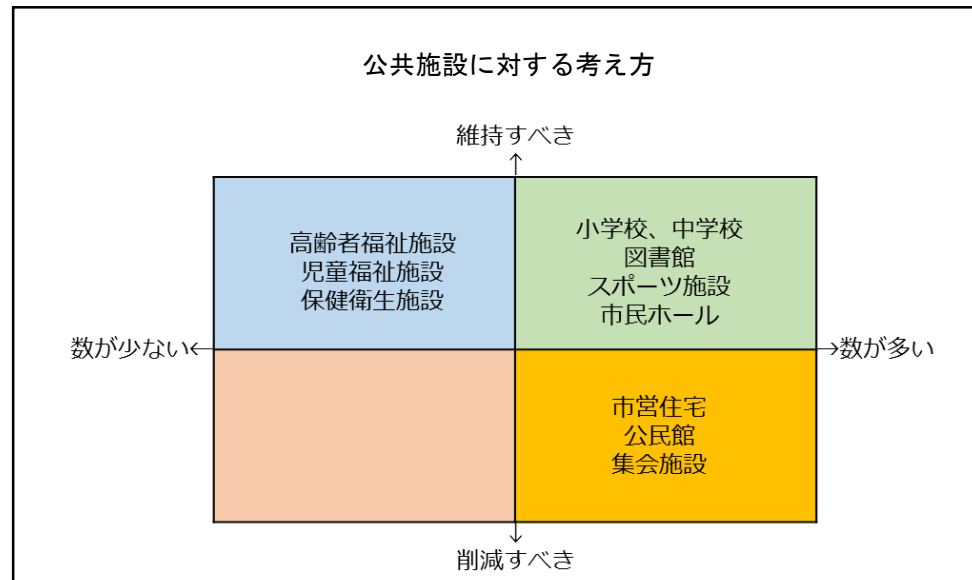 公共施設に対する考え方
維持すべき
高齢者福祉施設
児童福祉施設
保健衛生施設
小学校、中学校
図書館
スポーツ施設
市民ホール
数が少ない←
→数が多い
市営住宅
公民館
集会施設
削減すべき